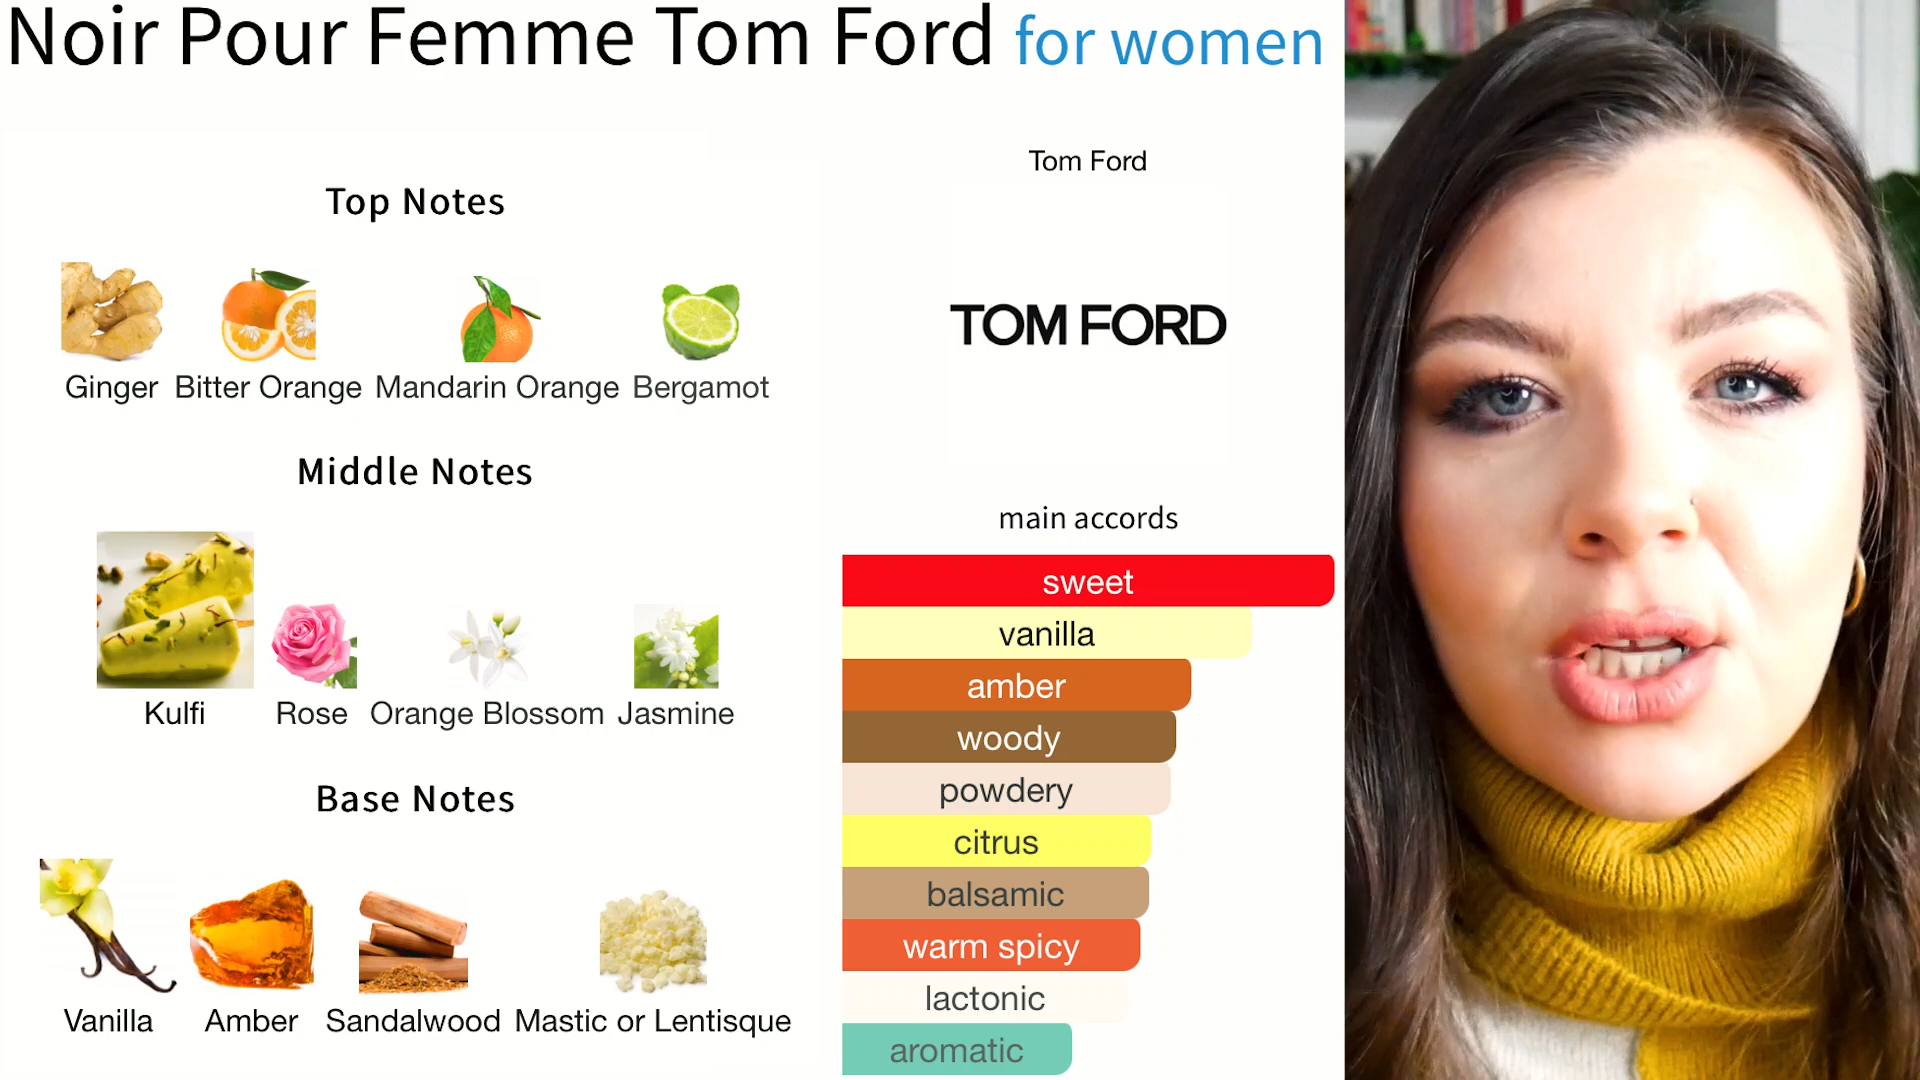 Noir Pour Femme Tom Ford for women
Top Notes
Ginger Bitter Orange Mandarin Orange Bergamot
Middle Notes
Kulfi Rose Orange Blossom Jasmine
Base Notes
Vanilla Amber Sandalwood Mastic or Lentisque
Tom Ford
TOM FORD
main accords
sweet
vanilla
amber
woody
powdery
citrus
balsamic
warm spicy
lactonic
aromatic